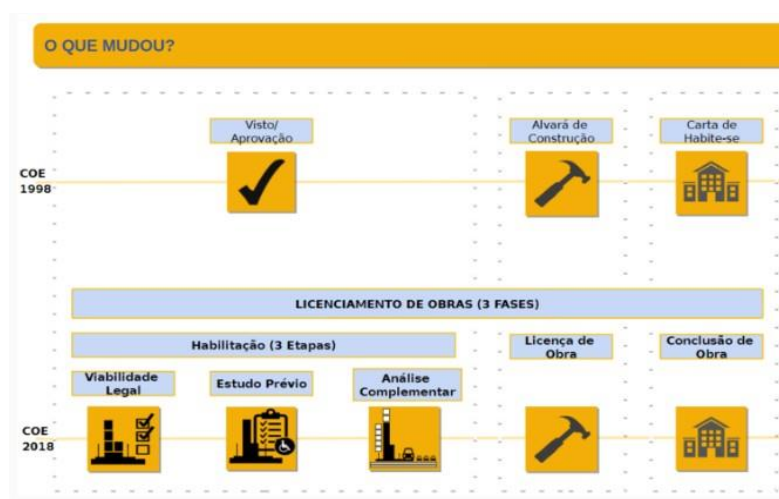 O QUE MUDOU?
Visto/
Aprovação
Alvará de
Construção
Carta de
Habite-se
COE
1998
LICENCIAMENTO DE OBRAS (3 FASES)
Habilitação (3 Etapas)
Licença de
Obra
Conclusão de
Obra
Viabilidade
Legal
Estudo Prévio
Análise
Complementar
COE
2018